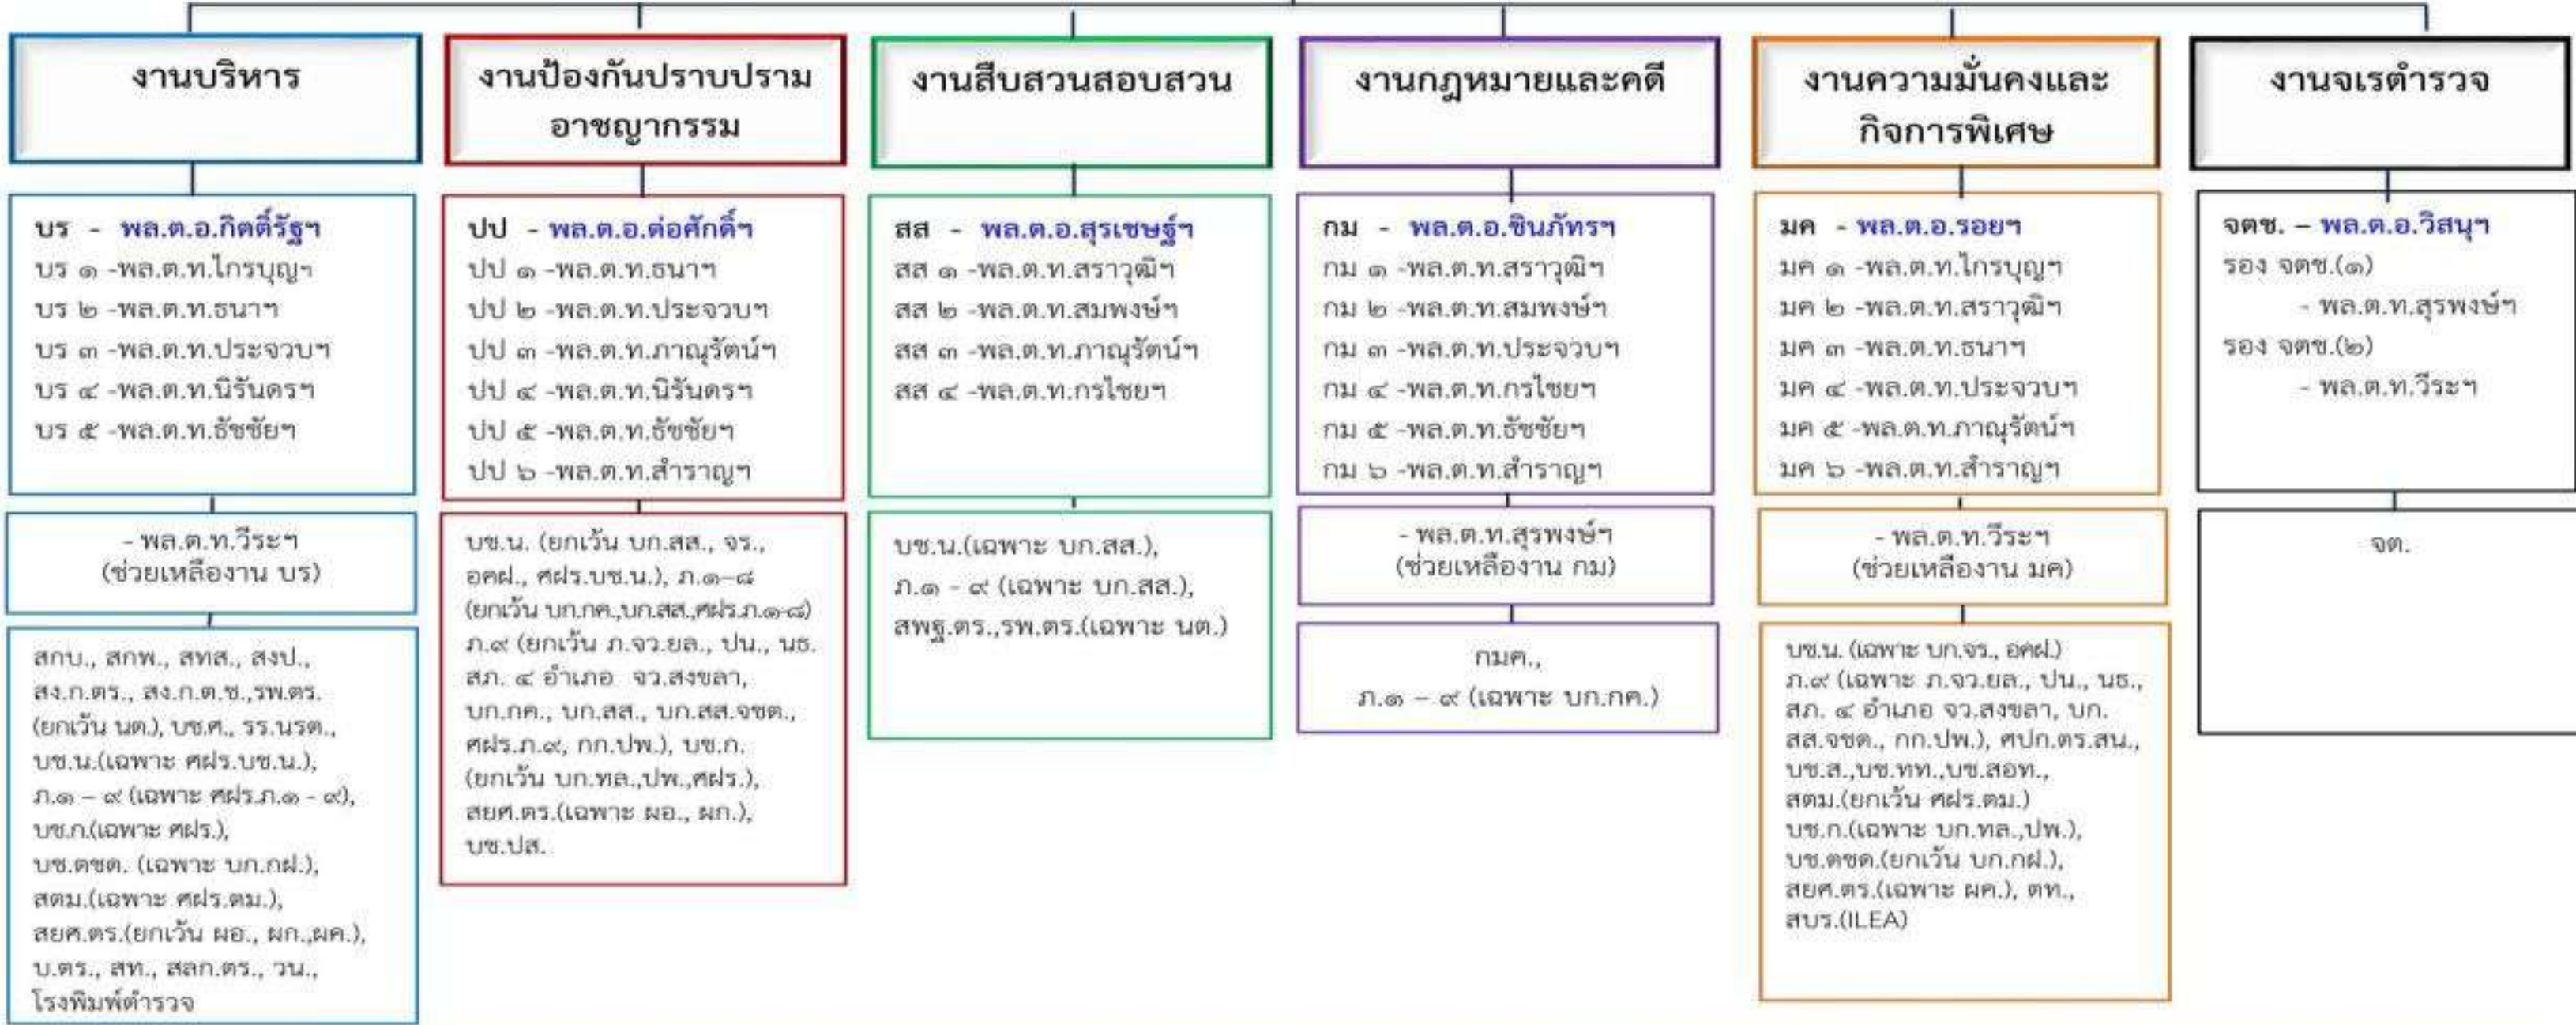 งานบริหาร
บร - พล.ต.อ.กิตติ์รัฐฯ
บร ๑ -พล.ต.ท.ไกรบุญฯ
บร ๒ -พล.ต.ท.ธนาฯ
บร ๓ -พล.ต.ท.ประจวบฯ
บร ๔ -พล.ต.ท.นิรันดรฯ
บร ๕ -พล.ต.ท.ธัชชัยฯ
- พล.ต.ท.วีระฯ
(ช่วยเหลืองาน บร)
สกบ., สกพ., สทส., สงป.,
สง.ก.ตร., สง.ก.ต.ช.,รพ.ตร.
(ยกเว้น นต.), บช.ศ., รร.นรต.,
บช.น.(เฉพาะ ศฝร.บช.น.),
ภ.๑ – ๙ (เฉพาะ ศฝร.ภ.๑ - ๙),
บช.ก.(เฉพาะ ศฝร.),
บช.ตชด. (เฉพาะ บก.กฝ.),
สตม.(เฉพาะ ศฝร.ตม.),
สยศ.ตร.(ยกเว้น ผอ., ผก.,ผค.),
บ.ตร., สท., สลก.ตร., วน.,
โรงพิมพ์ตำรวจ
งานป้องกันปราบปราม
อาชญากรรม
ปป - พล.ต.อ.ต่อศักดิ์ฯ
ปป ๑ -พล.ต.ท.ธนาฯ
ปป ๒ -พล.ต.ท.ประจวบฯ
ปป ๓ -พล.ต.ท.ภาณุรัตน์ฯ
ปป ๔ -พล.ต.ท.นิรันดรฯ
ปป ๕ -พล.ต.ท.ธัชชัยฯ
ปป ๖ -พล.ต.ท.สำราญฯ
บช.น. (ยกเว้น บก.สส., จร.,
อคฝ., ศฝร.บช.น.), ภ.๑–๘
(ยกเว้น บก.กค.,บก.สส.,ศฝร.ภ.๑-๘)
ภ.๙ (ยกเว้น ภ.จว.ยล., ปน., นธ.
สภ. ๔ อำเภอ จว.สงขลา,
บก.กค., บก.สส., บก.สส.จชต.,
ศฝร.ภ.๙, กก.ปพ.), บช.ก.
(ยกเว้น บก.ทล.,ปพ.,ศฝร.),
สยศ.ตร.(เฉพาะ ผอ., ผก.),
บช.ปส.
งานสืบสวนสอบสวน
สส - พล.ต.อ.สุรเชษฐ์ฯ
สส ๑ -พล.ต.ท.สราวุฒิฯ
สส ๒ -พล.ต.ท.สมพงษ์ฯ
สส ๓ -พล.ต.ท.ภาณุรัตน์ฯ
สส ๔ -พล.ต.ท.กรไชยฯ
บช.น.(เฉพาะ บก.สส.),
ภ.๑ - ๙ (เฉพาะ บก.สส.),
สพฐ.ตร.,รพ.ตร.(เฉพาะ นต.)
งานกฎหมายและคดี
กม - พล.ต.อ.ชินภัทรฯ
กม ๑ -พล.ต.ท.สราวุฒิฯ
กม ๒ -พล.ต.ท.สมพงษ์ฯ
กม ๓ -พล.ต.ท.ประจวบฯ
กม ๔ -พล.ต.ท.กรไชยฯ
กม ๕ -พล.ต.ท.ธัชชัยฯ
กม ๖ -พล.ต.ท.สำราญฯ
- พล.ต.ท.สุรพงษ์ฯ
(ช่วยเหลืองาน กม)
กมค.,
ภ.๑ – ๙ (เฉพาะ บก.กค.)
งานความมั่นคงและ
กิจการพิเศษ
มค - พล.ต.อ.รอยฯ
มค ๑ -พล.ต.ท.ไกรบุญฯ
มค ๒ -พล.ต.ท.สราวุฒิฯ
มค ๓ -พล.ต.ท.ธนาฯ
มค ๔ -พล.ต.ท.ประจวบฯ
มค ๕ -พล.ต.ท.ภาณุรัตน์ฯ
มค ๖ -พล.ต.ท.สำราญฯ
- พล.ต.ท.วีระฯ
(ช่วยเหลืองาน มค)
บช.น. (เฉพาะ บก.จร., อคฝ.)
ภ.๙ (เฉพาะ ภ.จว.ยล., ปน., นธ.,
สภ. ๔ อำเภอ จว.สงขลา, บก.
สส.จชต., กก.ปพ.), ศปก.ตร.สน.,
บช.ส.,บช.ทท.,บช.สอท.,
สตม.(ยกเว้น ศฝร.ตม.)
บช.ก.(เฉพาะ บก.ทล.,ปพ.),
บช.ตชด.(ยกเว้น บก.กฝ.),
สยศ.ตร.(เฉพาะ ผค.), ตท.,
สบร.(ILEA)
งานจเรตำรวจ
จตช. – พล.ต.อ.วิสนุฯ
รอง จตช.(๑)
- พล.ต.ท.สุรพงษ์ฯ
รอง จตช.(๒)
- พล.ต.ท.วีระฯ
จต.